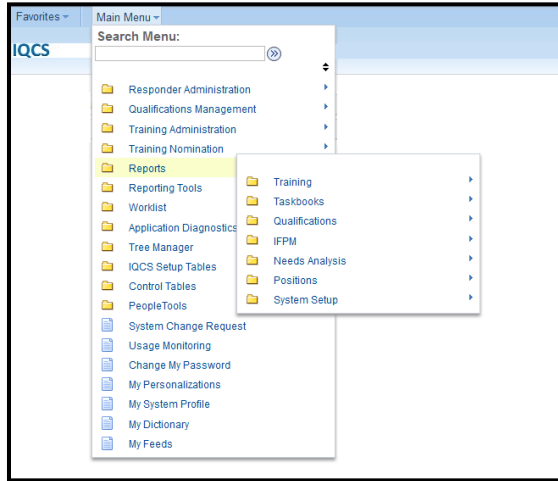 Favorites Main Menu
Search Menu:
IQCS
Responder Administration
Qualifications Management
Training Administration
Training Nomination
Reports
Reporting Tools
Worklist
Application Diagnostics
Tree Manager
IQCS Setup Tables
Control Tables
PeopleTools
System Change Request
Usage Monitoring
Change My Password
My Personalizations
My System Profile
My Dictionary
My Feeds
Training
Taskbooks
Qualifications
IFPM
Needs Analysis
Positions
System Setup